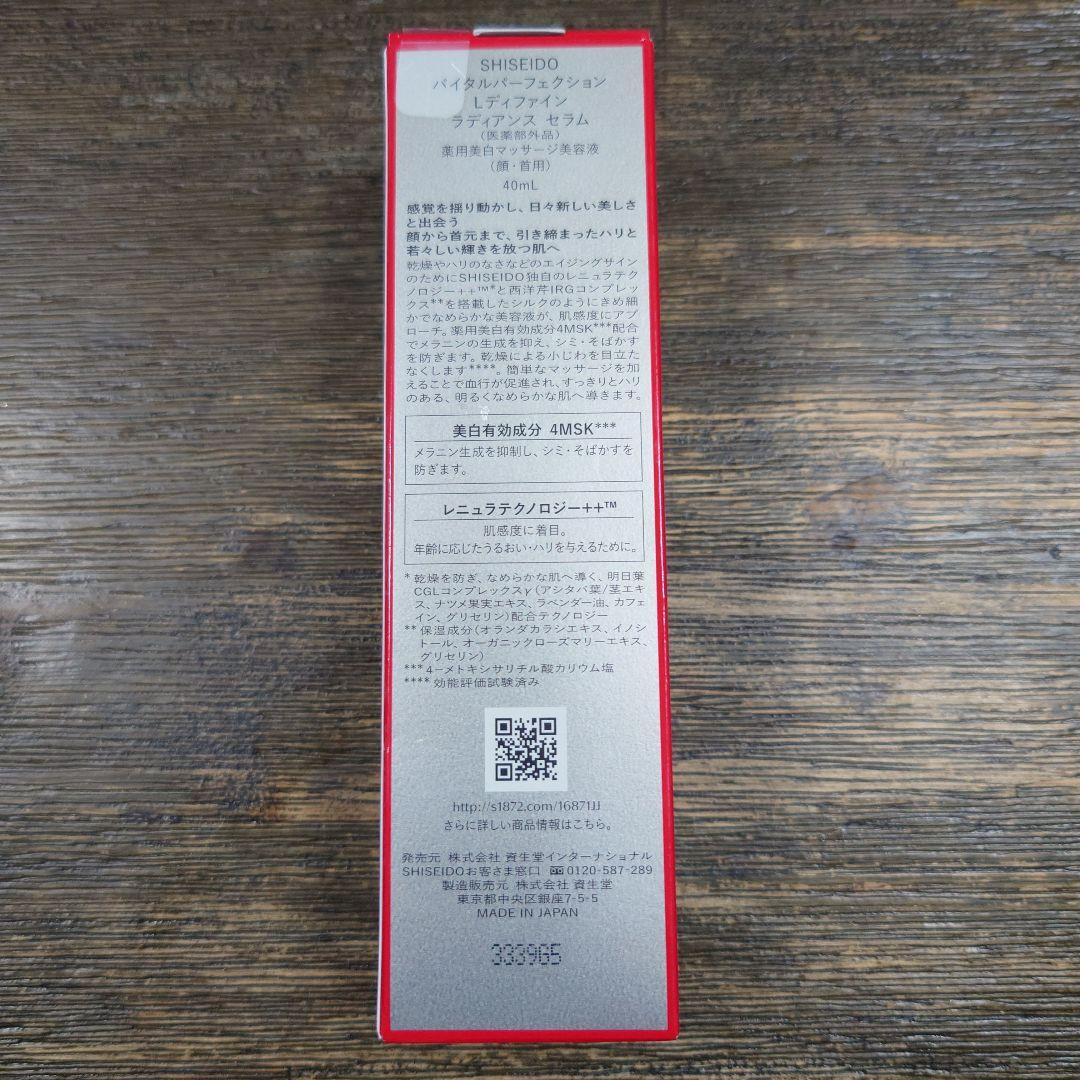 SHISEIDO
バイタルパーフェクション
Lディファイン
ラディアンス セラム
(医薬部外品)
薬用美白マッサージ美容液
(顔・首用)
40mL
感覚を揺り動かし、日々新しい美しさ
と出会う
顔から首元まで、引き締まったハリと
若々しい輝きを放つ肌へ
乾燥やハリのなさなどのエイジングサイン
のためにSHISEIDO独自のレニュラテク
ノロジー++™*と西洋芹IRGコンプレッ
クス**を搭載したシルクのようにきめ細
かでなめらかな美容液が、肌感度にアプ
ローチ。薬用美白有効成分4MSK***配合
でメラニンの生成を抑え、シミ・そばかす
を防ぎます。乾燥による小じわを目立た
なくします****。簡単なマッサージを加
えることで血行が促進され、すっきりとハリ
のある、明るくなめらかな肌へ導きます。
美白有効成分 4MSK***
メラニン生成を抑制し、シミ・そばかすを
防ぎます。
レニュラテクノロジー++™
肌感度に着目。
年齢に応じたうるおい・ハリを与えるために。
* 乾燥を防ぎ、なめらかな肌へ導く、明日葉
CGLコンプレックスγ(アシタバ葉/茎エキ
ス、ナツメ果実エキス、ラベンダー油、カフェ
イン、グリセリン)配合テクノロジー
** 保湿成分(オランダカラシエキス、イノシ
トール、オーガニックローズマリーエキス、
グリセリン)
*** 4-メトキシサリチル酸カリウム塩
**** 効能評価試験済み
http://s1872.com/16871JJ
さらに詳しい商品情報はこちら。
発売元 株式会社 資生堂インターナショナル
SHISEIDOお客さま窓口 0120-587-289
製造販売元 株式会社 資生堂
東京都中央区銀座7-5-5
MADE IN JAPAN
333965